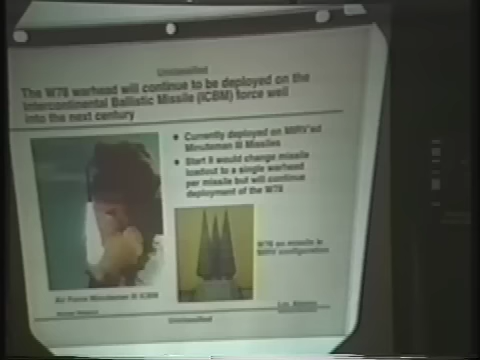 Unclassified
The W78 warhead will continue to be deployed on the
Intercontinental Ballistic Missile (ICBM) force well
into the next century
• Currently deployed on MIRV'ed
Minuteman III Missiles
• Start II would change missile
loadout to a single warhead
per missile but will continue
deployment of the W78
W78 on missile in
MIRV configuration
Air Force Minuteman III ICBM
Los Alamos
Unclassified